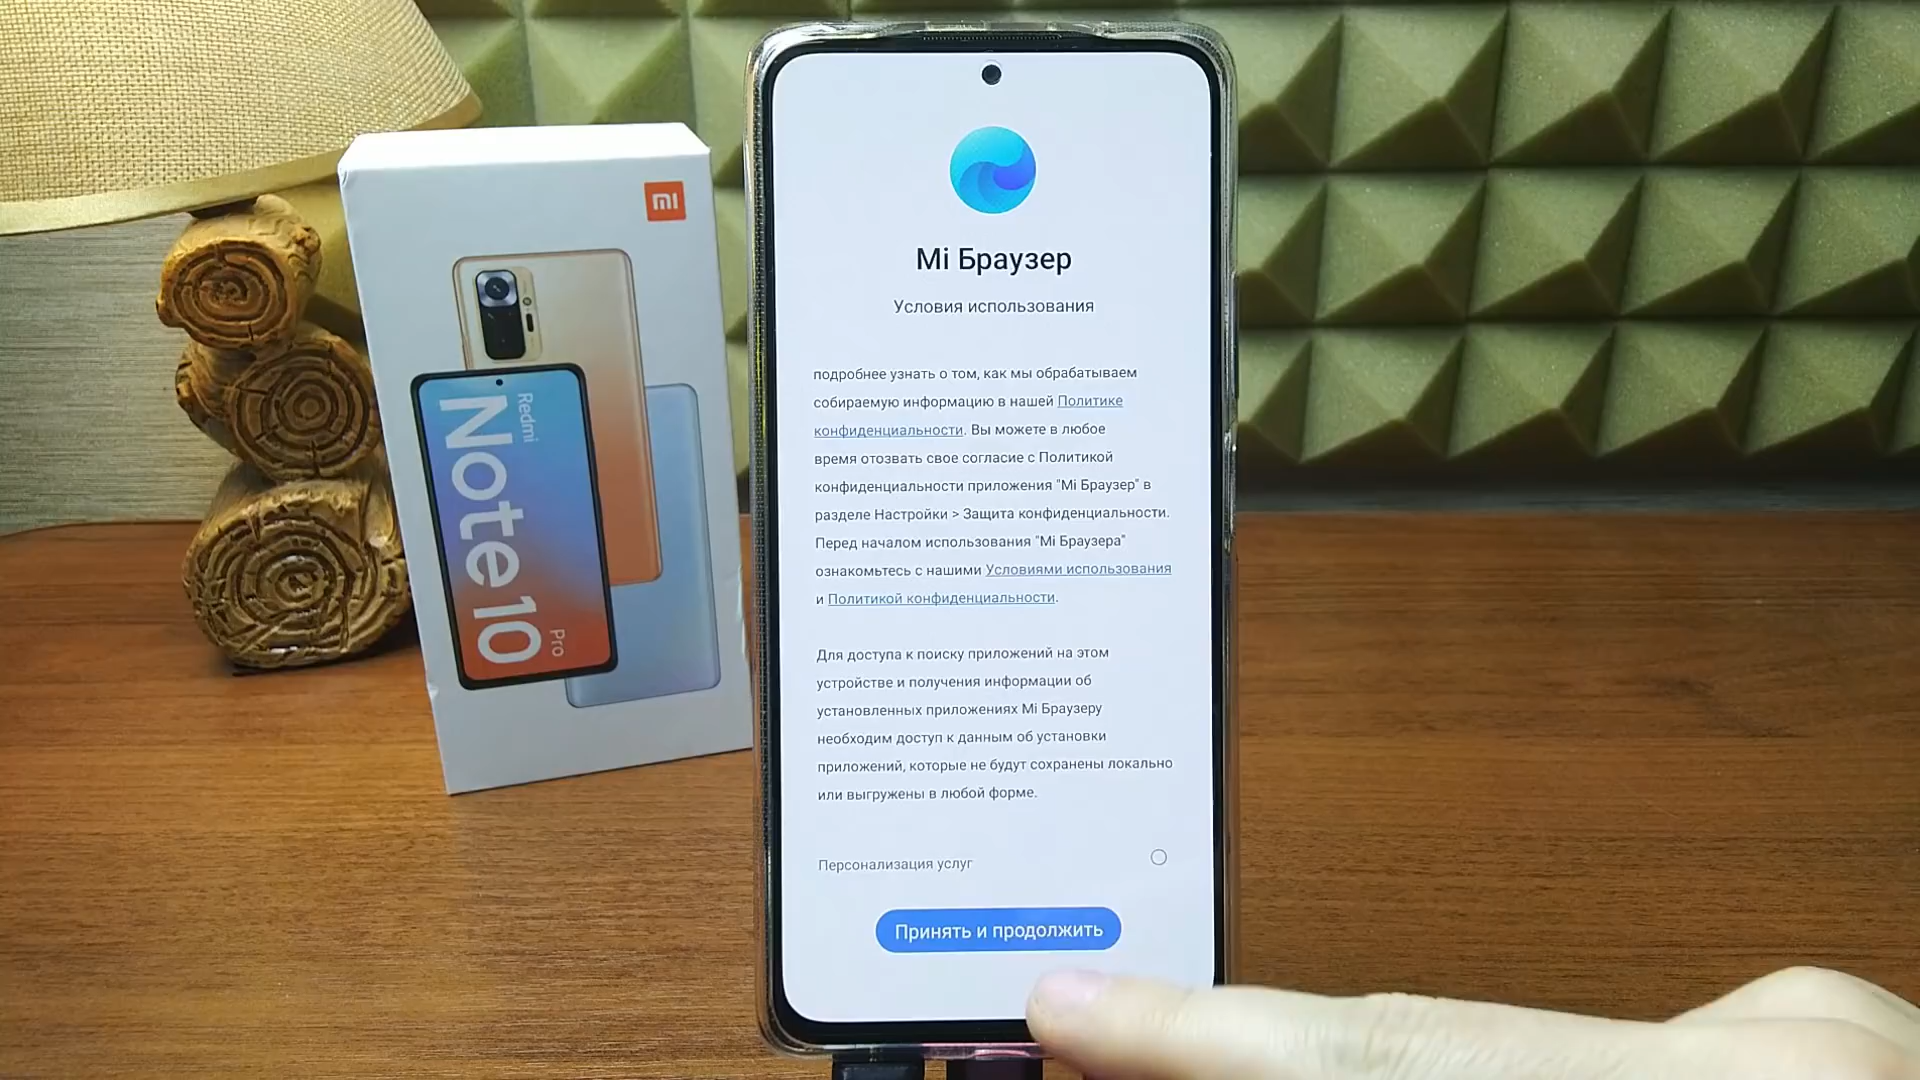 mi
Redmi
Note 10
Pro
Mi Браузер
Условия использования
подробнее узнать о том, как мы обрабатываем
собираемую информацию в нашей Политике
конфиденциальности. Вы можете в любое
время отозвать свое согласие с Политикой
конфиденциальности приложения "Mi Браузер" в
разделе Настройки > Защита конфиденциальности.
Перед началом использования "Mi Браузера"
ознакомьтесь с нашими Условиями использования
и Политикой конфиденциальности.
Для доступа к поиску приложений на этом
устройстве и получения информации об
установленных приложениях Mi Браузеру
необходим доступ к данным об установки
приложений, которые не будут сохранены локально
или выгружены в любой форме.
Персонализация услуг
Принять и продолжить